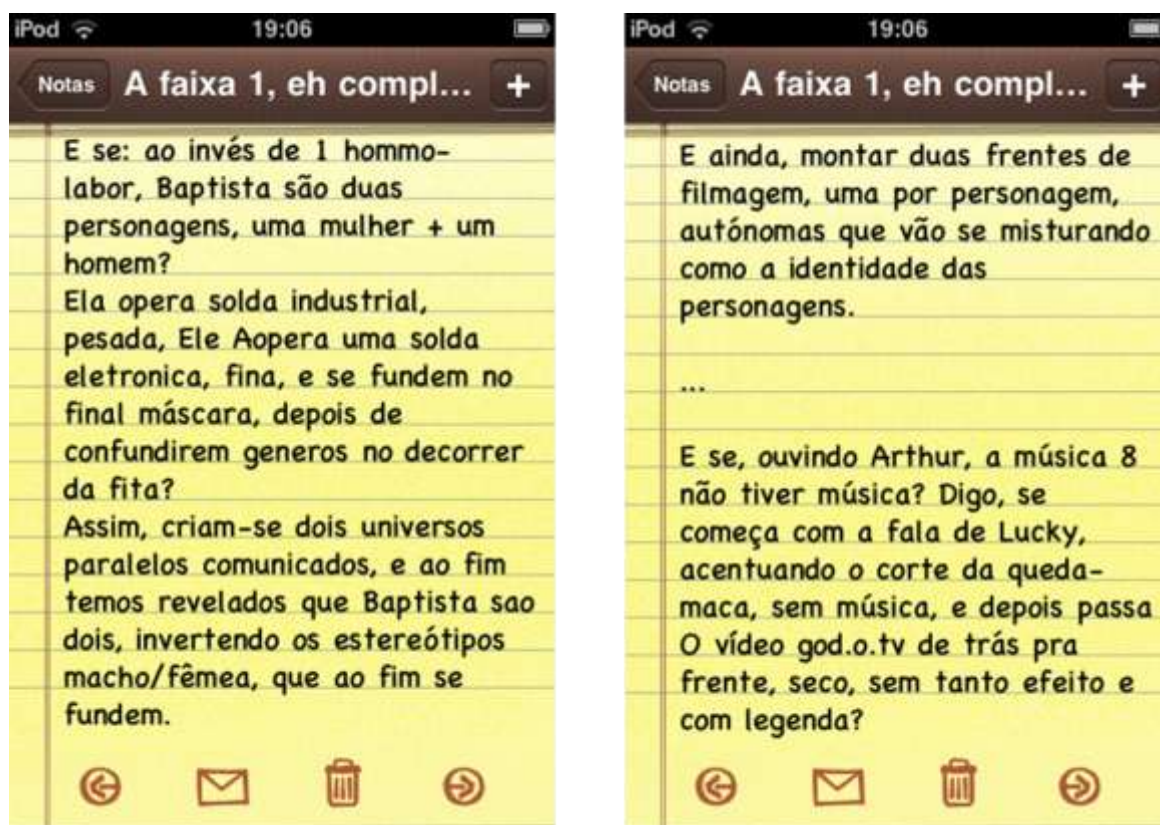 iPod 19:06
Notas A faixa 1, eh compl... +
E se: ao invés de 1 hommo-
labor, Baptista são duas
personagens, uma mulher + um
homem?
Ela opera solda industrial,
pesada, Ele Aopera uma solda
eletronica, fina, e se fundem no
final máscara, depois de
confundirem generos no decorrer
da fita?
Assim, criam-se dois universos
paralelos comunicados, e ao fim
temos revelados que Baptista sao
dois, invertendo os estereótipos
macho/fêmea, que ao fim se
fundem.
iPod 19:06
Notas A faixa 1, eh compl... +
E ainda, montar duas frentes de
filmagem, uma por personagem,
autónomas que vão se misturando
como a identidade das
personagens.
...
E se, ouvindo Arthur, a música 8
não tiver música? Digo, se
começa com a fala de Lucky,
acentuando o corte da queda-
maca, sem música, e depois passa
O vídeo god.o.tv de trás pra
frente, seco, sem tanto efeito e
com legenda?